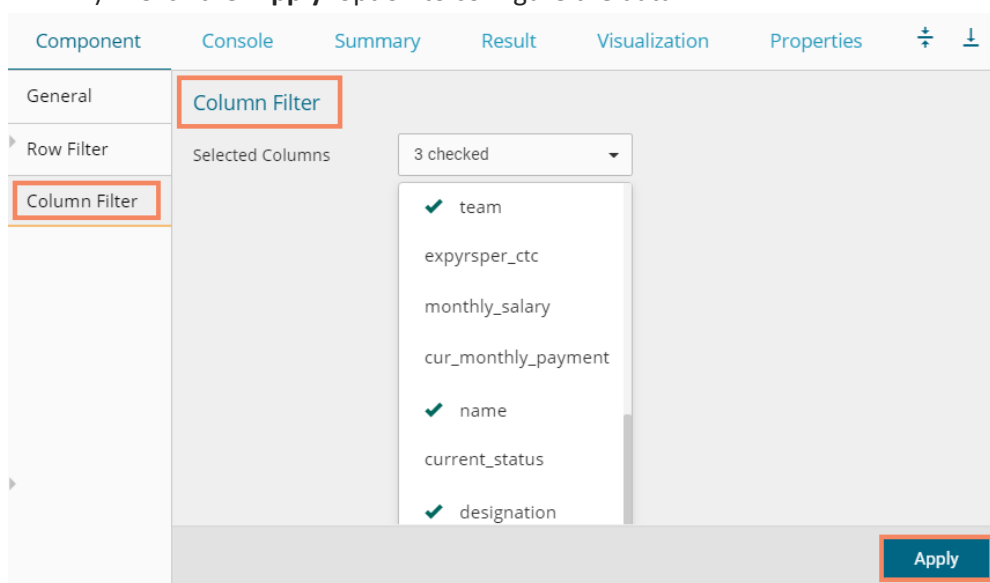 Component Console Summary Result Visualization Properties
General
Column Filter
Row Filter
Selected Columns
3 checked
Column Filter
team
expyrsper_ctc
monthly_salary
cur_monthly_payment
name
current_status
designation
Apply